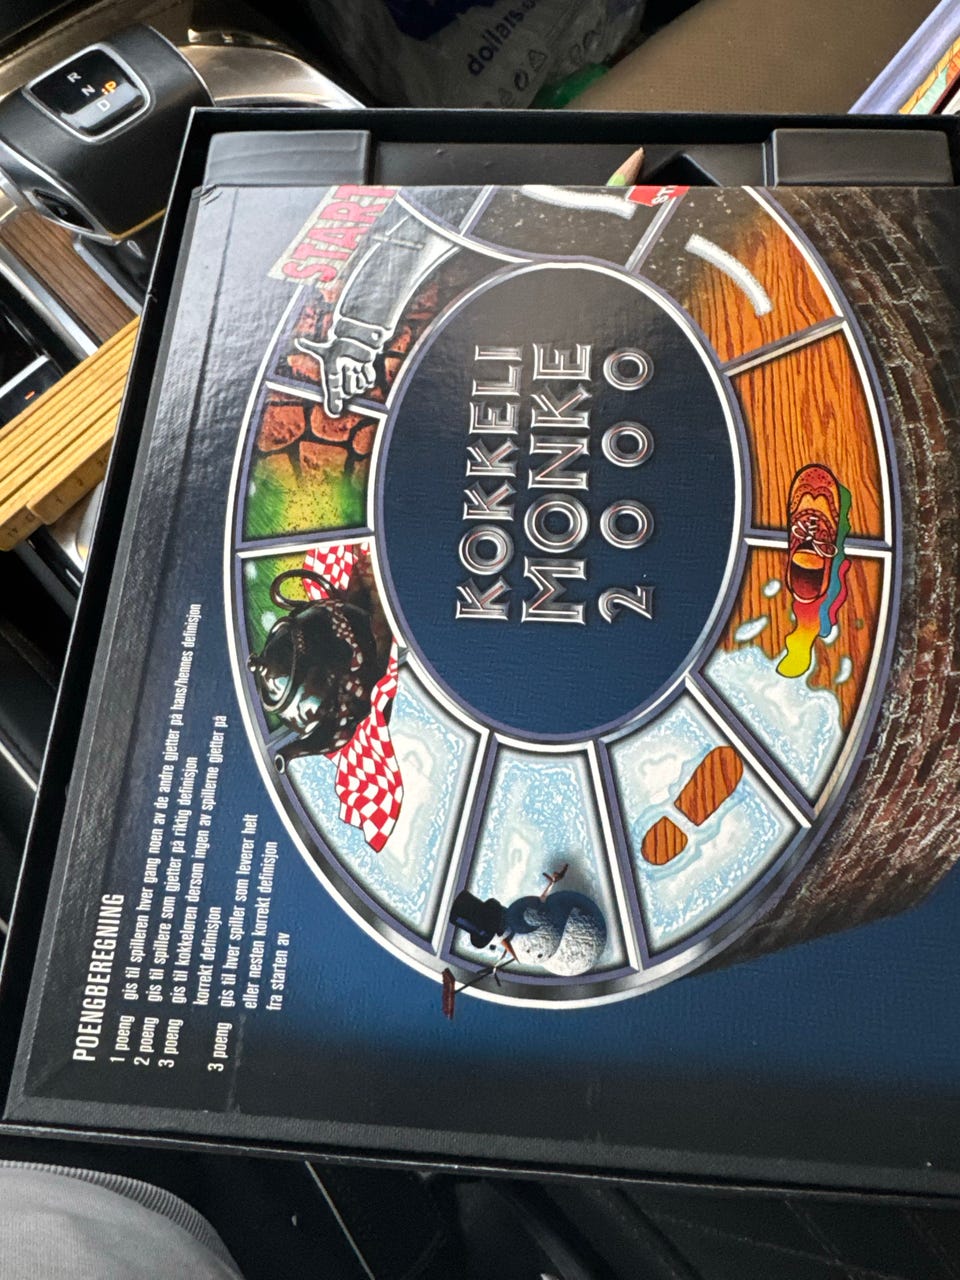 POENGBEREGNING
1 poeng gis til spilleren hver gang noen av de andre gjetter på hans/hennes definisjon
2 poeng gis til spillere som gjetter på riktig definisjon
3 poeng gis til kokkeløren dersom ingen av spillerne gjetter på
korrekt definisjon
3 poeng gis til hver spiller som leverer helt
eller nesten korrekt definisjon
fra starten av
START
KOKKELI
MONKE
2000
ST
R
N
D
P
dollars